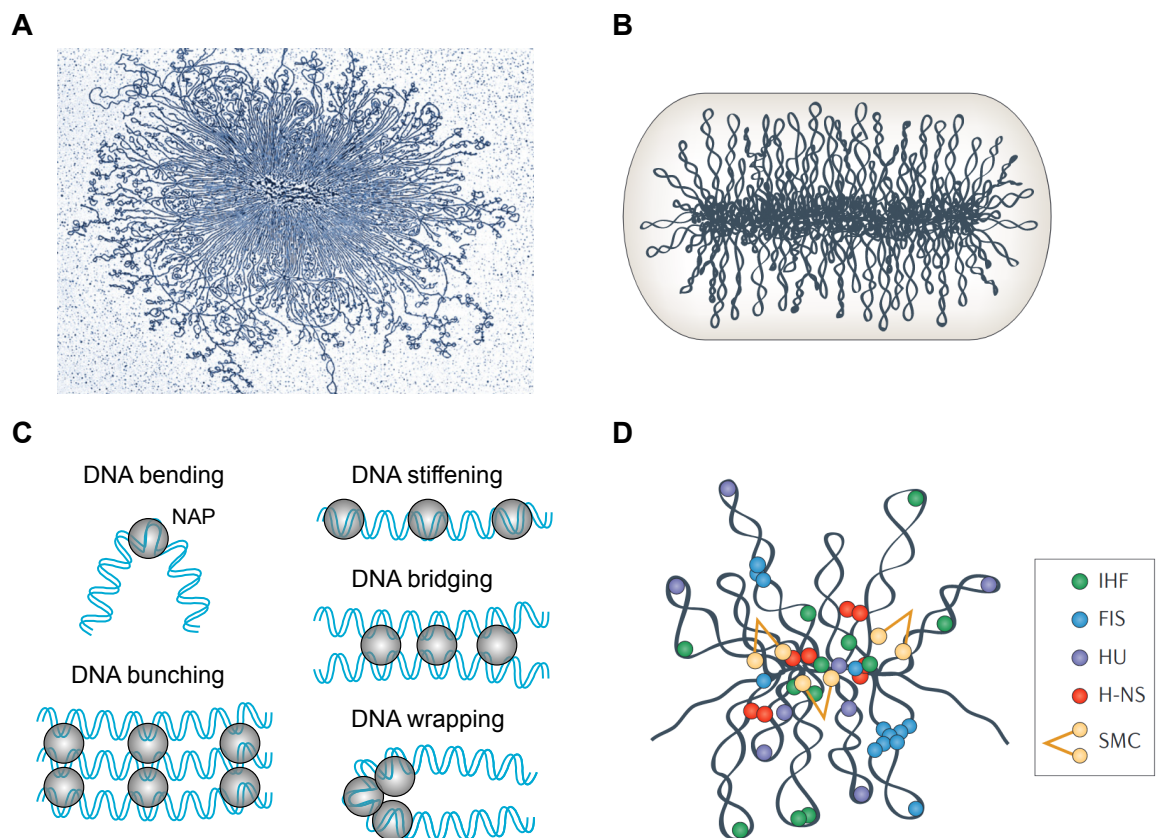 A
B
C
DNA bending
NAP
DNA stiffening
DNA bridging
DNA bunching
DNA wrapping
D
IHF
FIS
HU
H-NS
SMC